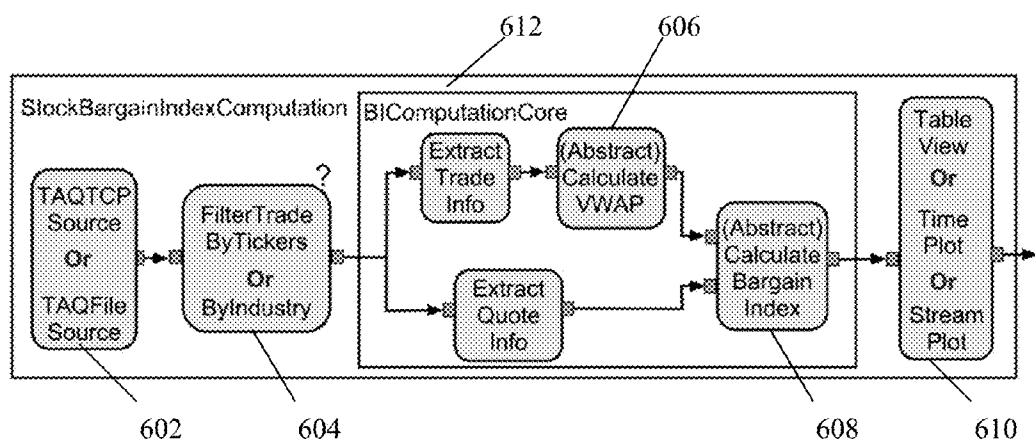 612
606
StockBargainIndexComputation
BIComputationCore
TAQTCP
Source
Or
TAQFile
Source
?
FilterTrade
ByTickers
Or
ByIndustry
Extract
Trade
Info
(Abstract)
Calculate
VWAP
Extract
Quote
Info
(Abstract)
Calculate
Bargain
Index
Table
View
Or
Time
Plot
Or
Stream
Plot
602
604
608
610